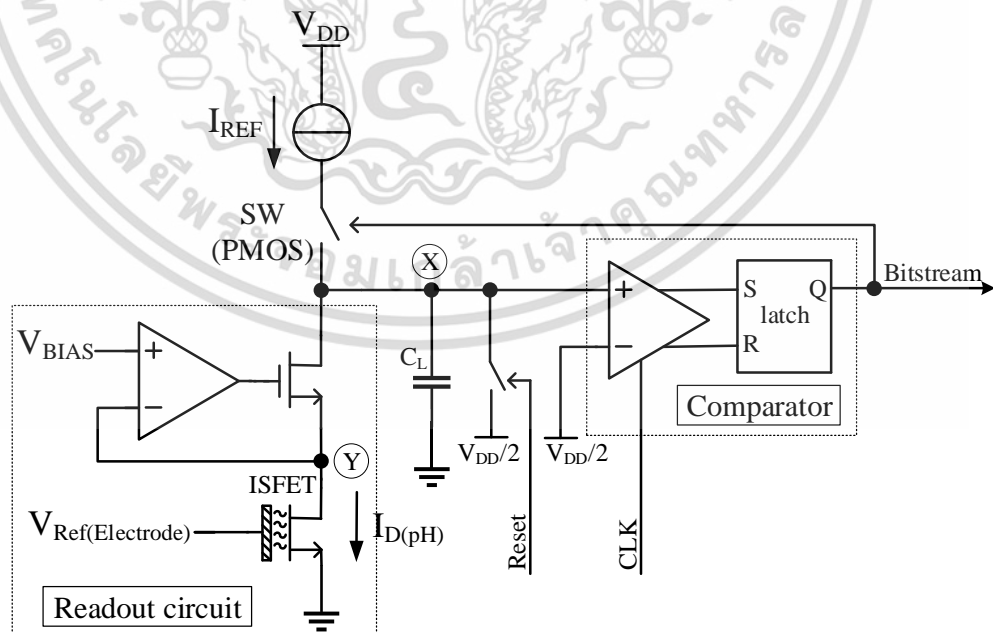 V_DD
I_REF
SW
(PMOS)
X
Bitstream
V_BIAS
+
−
C_L
+
−
S
Q
latch
R
Comparator
V_DD/2
V_DD/2
Y
ISFET
V_Ref(Electrode)
I_D(pH)
Reset
CLK
Readout circuit